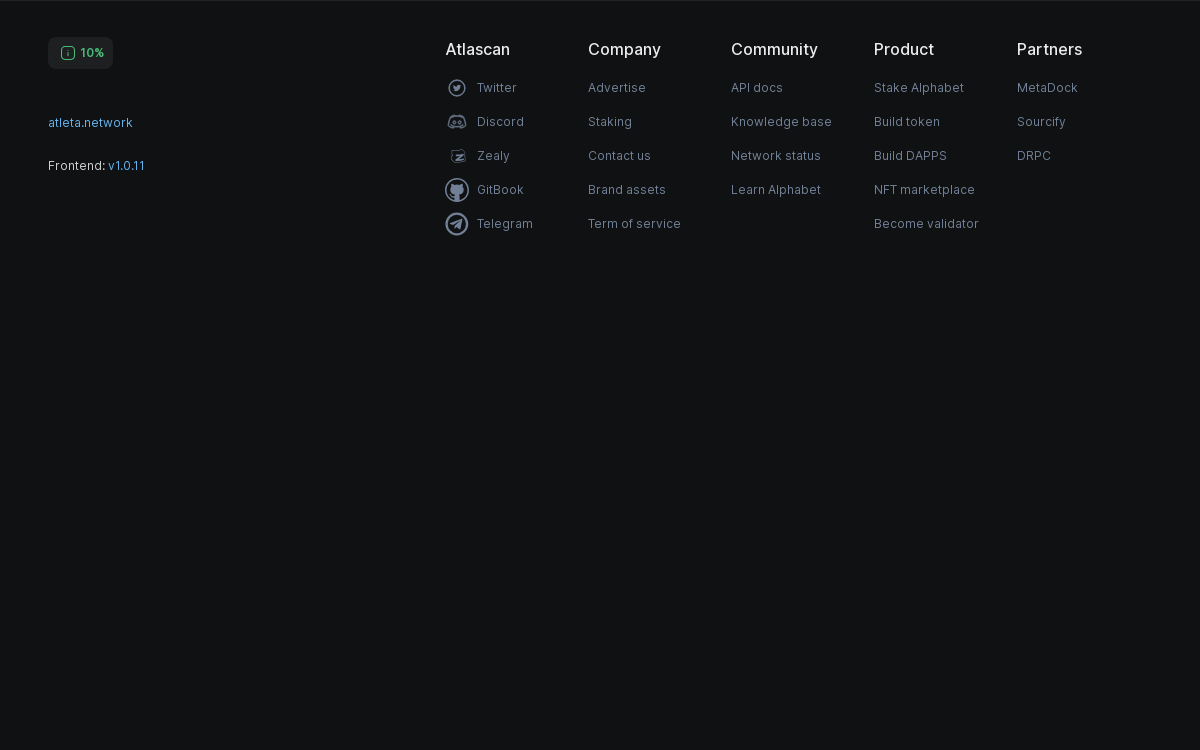 10%
atleta.network
Frontend: v1.0.11
Atlascan
Twitter
Discord
Zealy
GitBook
Telegram
Company
Advertise
Staking
Contact us
Brand assets
Term of service
Community
API docs
Knowledge base
Network status
Learn Alphabet
Product
Stake Alphabet
Build token
Build DAPPS
NFT marketplace
Become validator
Partners
MetaDock
Sourcify
DRPC